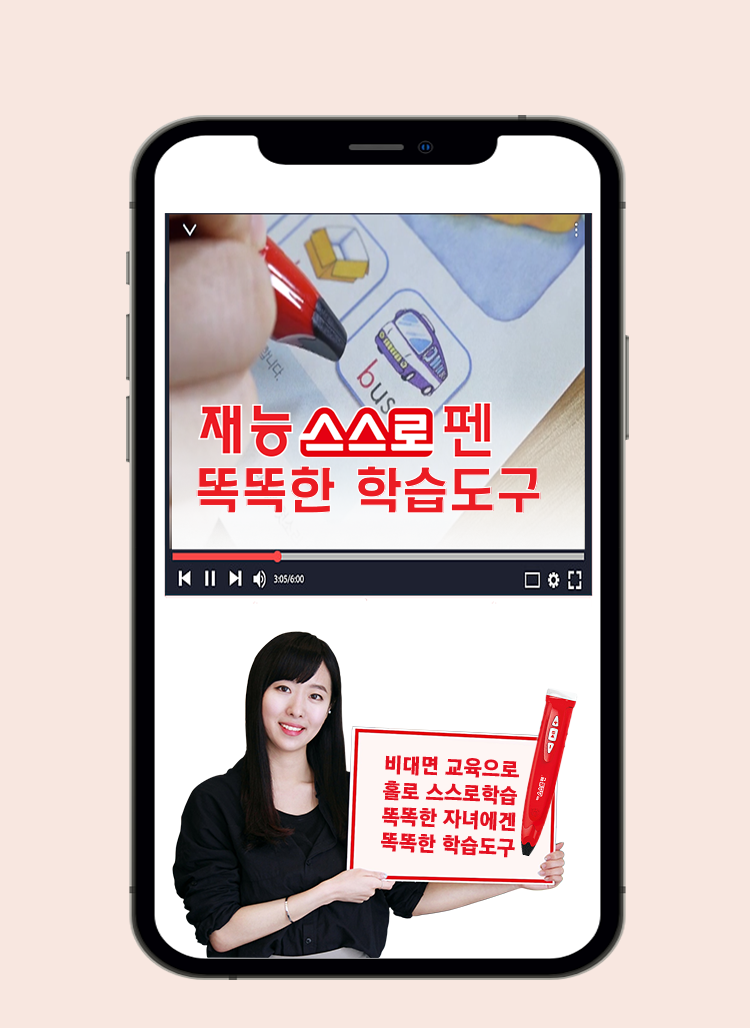 니다.
bus
재능스스로펜
똑똑한 학습도구
3:05/6:00
비대면 교육으로
홀로 스스로학습
똑똑한 자녀에겐
똑똑한 학습도구